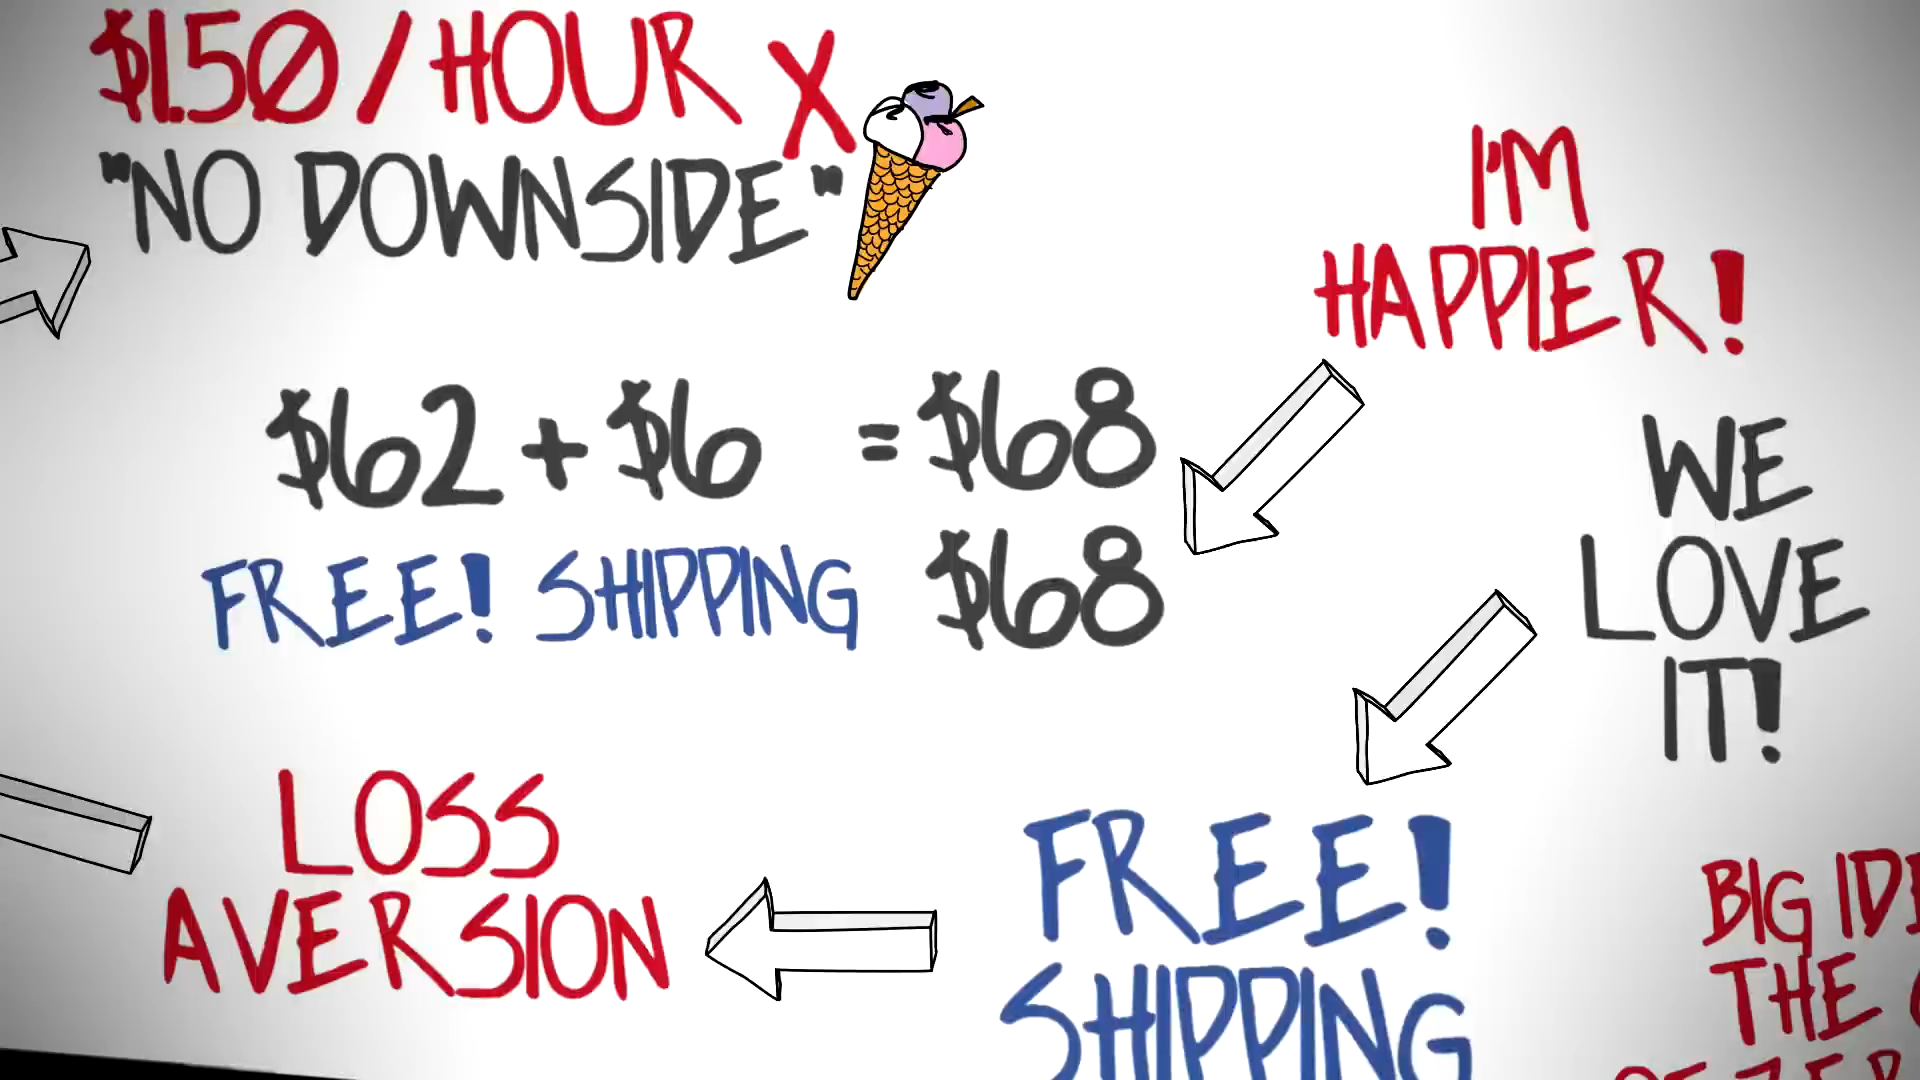 $1.50/HOUR X
"NO DOWNSIDE"
I'M
HAPPIER!
$62 + $6 = $68
FREE! SHIPPING $68
WE
LOVE
IT!
LOSS
AVERSION
FREE!
SHIPPING
BIG
THE